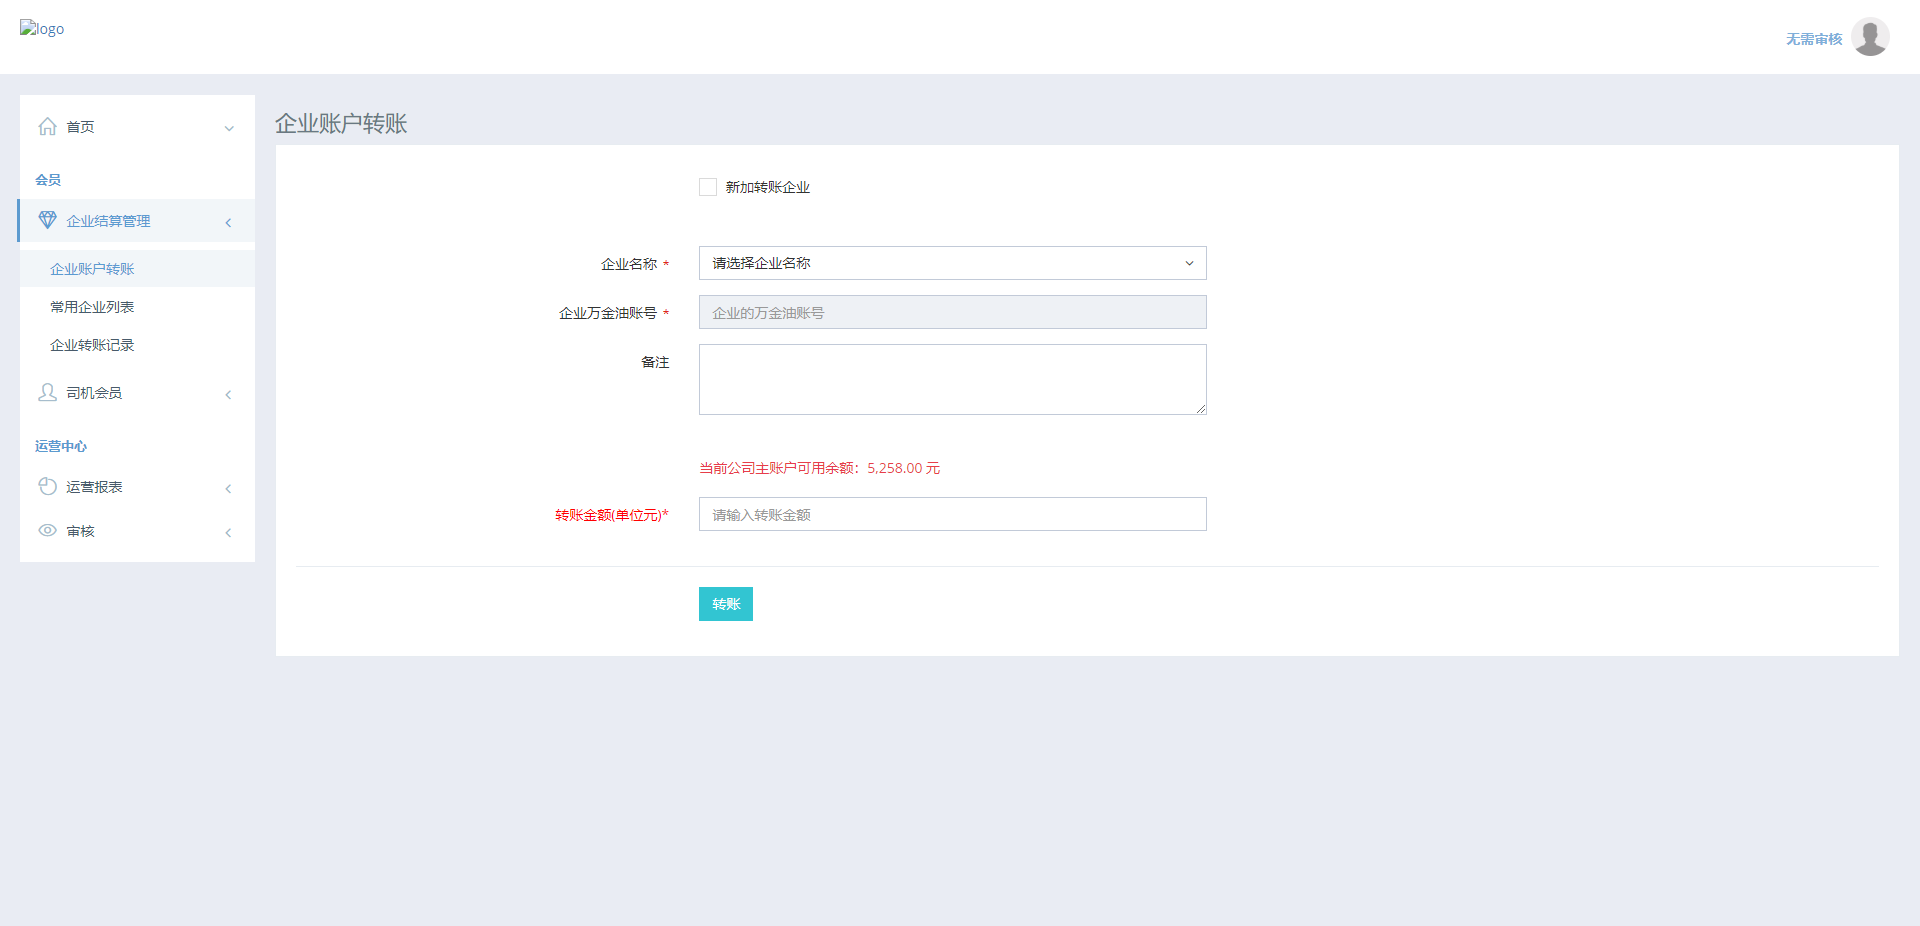 logo
无需审核
首页
会员
企业结算管理
企业账户转账
常用企业列表
企业转账记录
司机会员
运营中心
运营报表
审核
企业账户转账
新加转账企业
企业名称 *
请选择企业名称
企业万金油账号 *
企业的万金油账号
备注
当前公司主账户可用余额：5,258.00 元
转账金额(单位元)*
请输入转账金额
转账